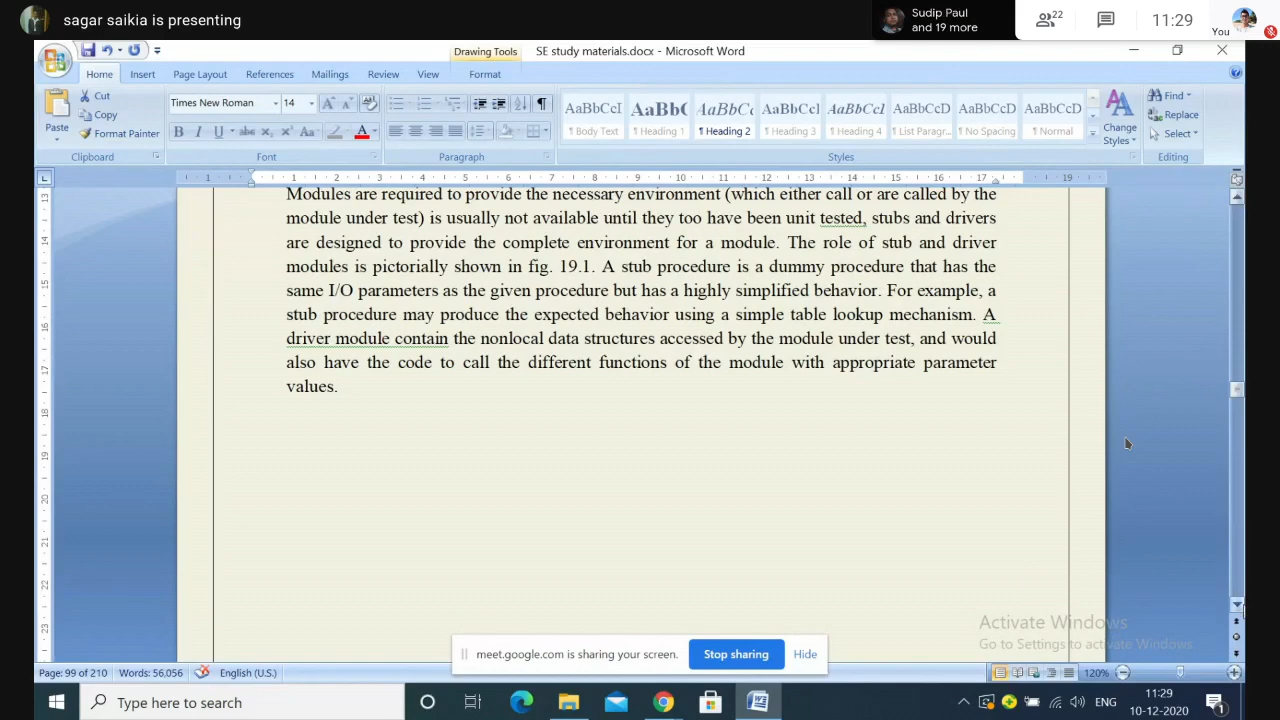 sagar saikia is presenting
Sudip Paul
and 19 more
22
11:29
You
SE study materials.docx - Microsoft Word
Drawing Tools
Home Insert Page Layout References Mailings Review View Format
Paste
Cut
Copy
Format Painter
Clipboard
Times New Roman 14
Font
Paragraph
AaBbCcI AaBb( AaBbCc AaBbCcI AaBbCcI AaBbCcD AaBbCcD AaBbCcD
¶ Body Text ¶ Heading 1 ¶ Heading 2 ¶ Heading 3 ¶ Heading 4 ¶ List Paragr... ¶ No Spacing ¶ Normal
Styles
Change
Styles
Find
Replace
Select
Editing
Modules are required to provide the necessary environment (which either call or are called by the
module under test) is usually not available until they too have been unit tested, stubs and drivers
are designed to provide the complete environment for a module. The role of stub and driver
modules is pictorially shown in fig. 19.1. A stub procedure is a dummy procedure that has the
same I/O parameters as the given procedure but has a highly simplified behavior. For example, a
stub procedure may produce the expected behavior using a simple table lookup mechanism. A
driver module contain the nonlocal data structures accessed by the module under test, and would
also have the code to call the different functions of the module with appropriate parameter
values.
Activate Windows
Go to Settings to activate Windows.
meet.google.com is sharing your screen. Stop sharing Hide
Page: 99 of 210 Words: 56,056 English (U.S.) 120%
Type here to search
ENG
11:29
10-12-2020
1